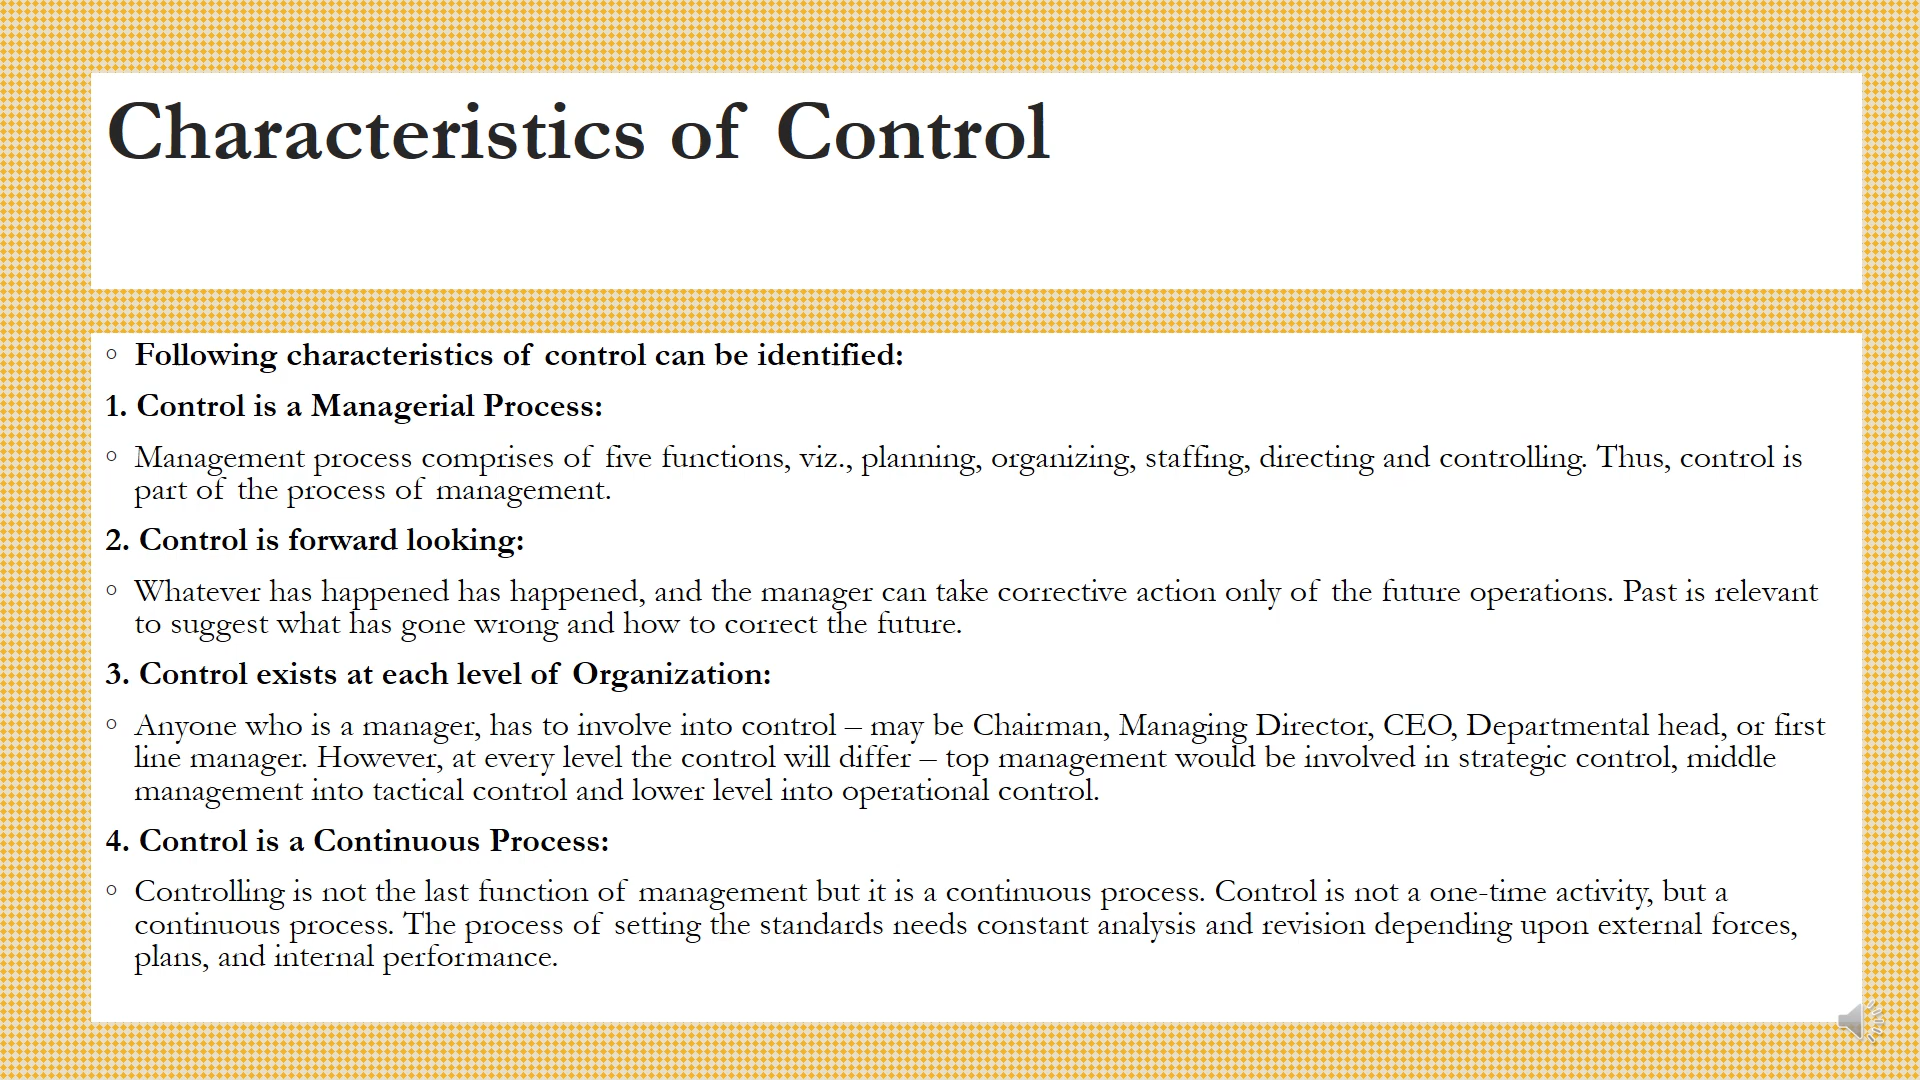 Characteristics of Control
◦ Following characteristics of control can be identified:
1. Control is a Managerial Process:
◦ Management process comprises of five functions, viz., planning, organizing, staffing, directing and controlling. Thus, control is
part of the process of management.
2. Control is forward looking:
◦ Whatever has happened has happened, and the manager can take corrective action only of the future operations. Past is relevant
to suggest what has gone wrong and how to correct the future.
3. Control exists at each level of Organization:
◦ Anyone who is a manager, has to involve into control – may be Chairman, Managing Director, CEO, Departmental head, or first
line manager. However, at every level the control will differ – top management would be involved in strategic control, middle
management into tactical control and lower level into operational control.
4. Control is a Continuous Process:
◦ Controlling is not the last function of management but it is a continuous process. Control is not a one-time activity, but a
continuous process. The process of setting the standards needs constant analysis and revision depending upon external forces,
plans, and internal performance.